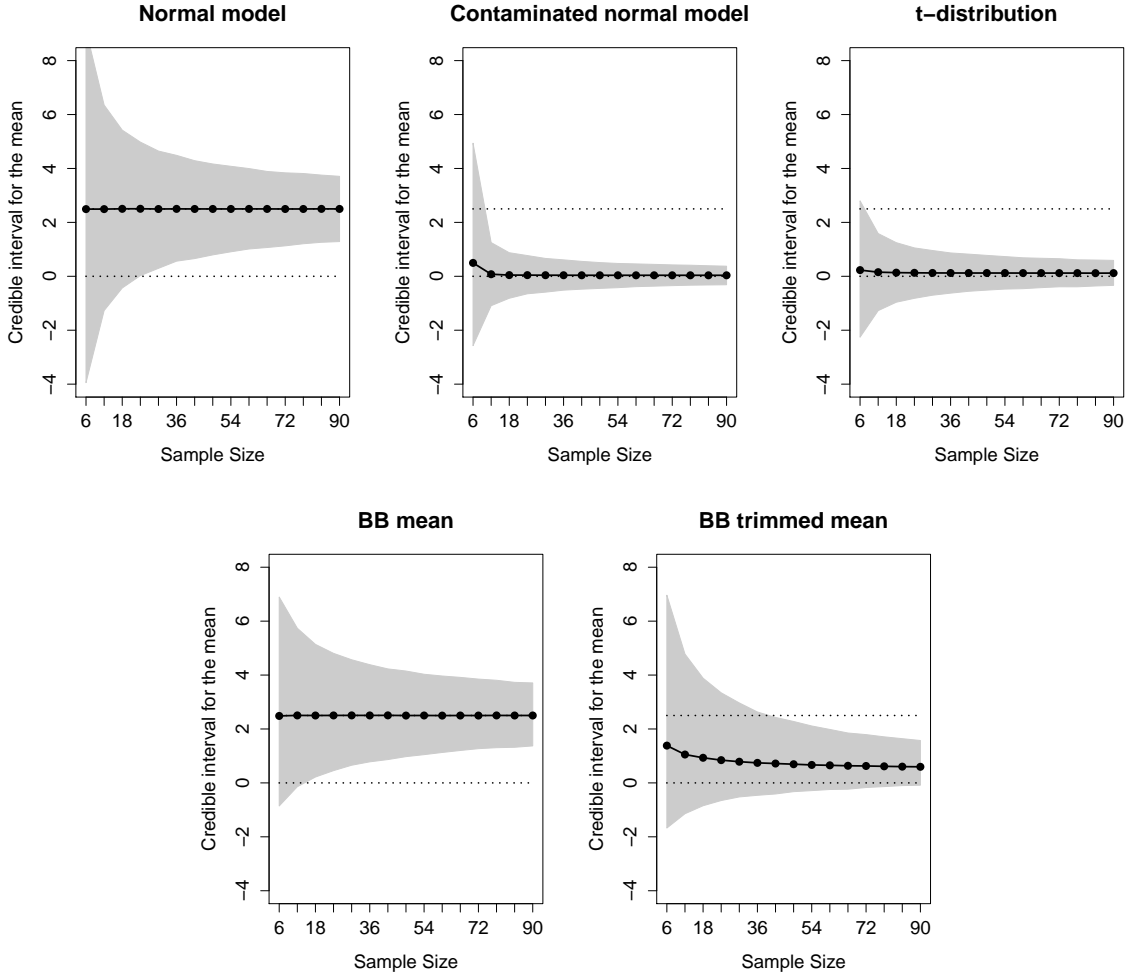 Normal model
Credible interval for the mean
8
6
4
2
0
−2
−4
6 18 36 54 72 90
Sample Size
Contaminated normal model
Credible interval for the mean
8
6
4
2
0
−2
−4
6 18 36 54 72 90
Sample Size
t−distribution
Credible interval for the mean
8
6
4
2
0
−2
−4
6 18 36 54 72 90
Sample Size
BB mean
Credible interval for the mean
8
6
4
2
0
−2
−4
6 18 36 54 72 90
Sample Size
BB trimmed mean
Credible interval for the mean
8
6
4
2
0
−2
−4
6 18 36 54 72 90
Sample Size